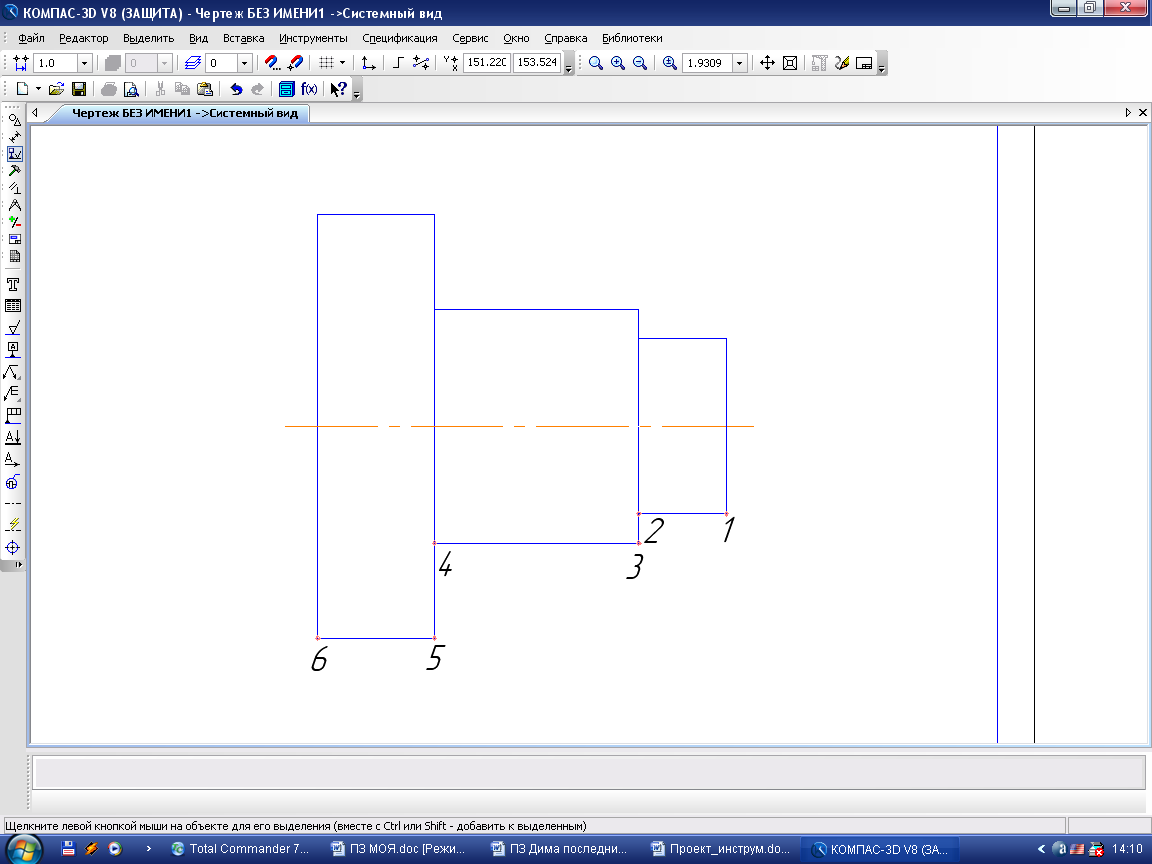 КОМПАС-3D V8 (ЗАЩИТА) - Чертеж БЕЗ ИМЕНИ1 ->Системный вид
Файл Редактор Выделить Вид Вставка Инструменты Спецификация Сервис Окно Справка Библиотеки
1.0 0 0 151.220 153.524 1.9309
f(x)
Чертеж БЕЗ ИМЕНИ1 ->Системный вид
2 1
4 3
6 5
Щелкните левой кнопкой мыши на объекте для его выделения (вместе с Ctrl или Shift - добавить к выделенным)
Total Commander 7... ПЗ МОЯ.doc [Режи... ПЗ Дима последни... Проект_инструм.do... КОМПАС-3D V8 (ЗА... 14:10